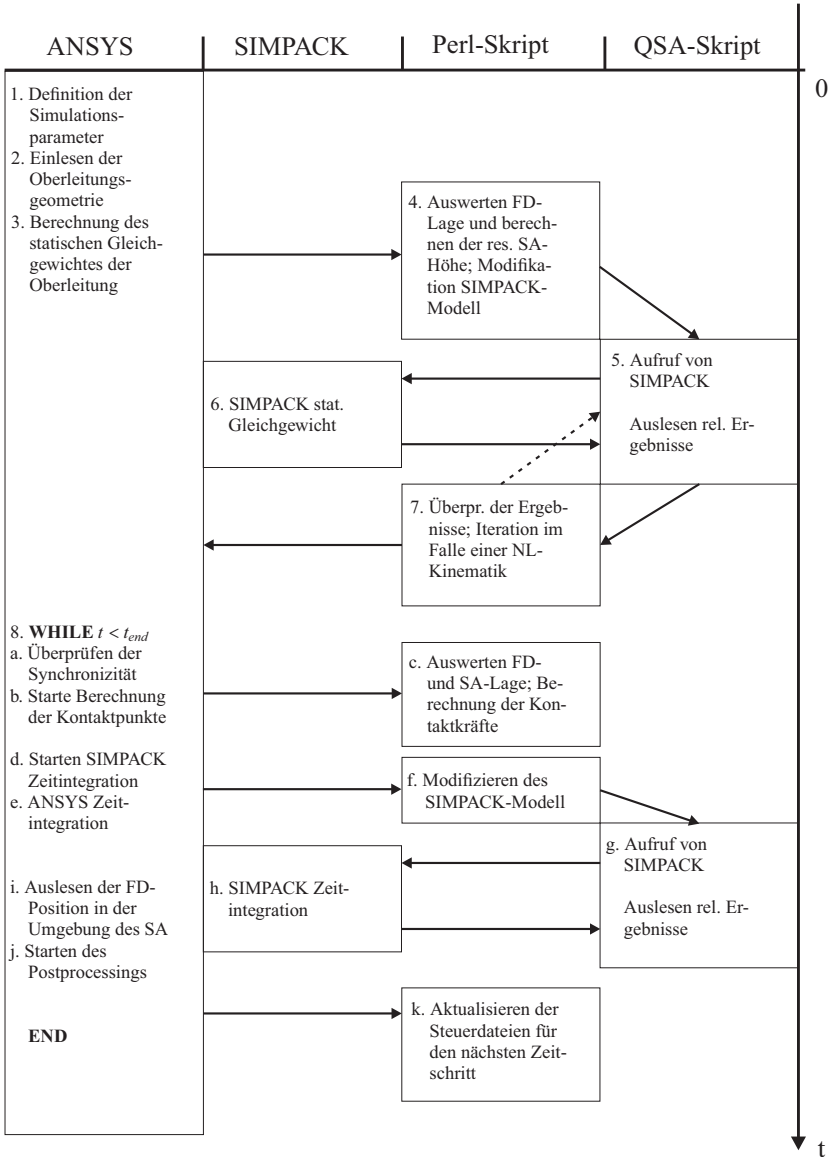 ANSYS
SIMPACK
Perl-Skript
QSA-Skript
0
1. Definition der
Simulations-
parameter
2. Einlesen der
Oberleitungs-
geometrie
3. Berechnung des
statischen Gleich-
gewichtes der
Oberleitung
4. Auswerten FD-
Lage und berech-
nen der res. SA-
Höhe; Modifika-
tion SIMPACK-
Modell
5. Aufruf von
SIMPACK
Auslesen rel. Er-
gebnisse
6. SIMPACK stat.
Gleichgewicht
7. Überpr. der Ergeb-
nisse; Iteration im
Falle einer NL-
Kinematik
8. WHILE t < t_end
a. Überprüfen der
Synchronizität
b. Starte Berechnung
der Kontaktpunkte
c. Auswerten FD-
und SA-Lage; Be-
rechnung der Kon-
taktkräfte
d. Starten SIMPACK
Zeitintegration
e. ANSYS Zeit-
integration
f. Modifizieren des
SIMPACK-Modell
g. Aufruf von
SIMPACK
Auslesen rel. Er-
gebnisse
h. SIMPACK Zeit-
integration
i. Auslesen der FD-
Position in der
Umgebung des SA
j. Starten des
Postprocessings
k. Aktualisieren der
Steuerdateien für
den nächsten Zeit-
schritt
END
t